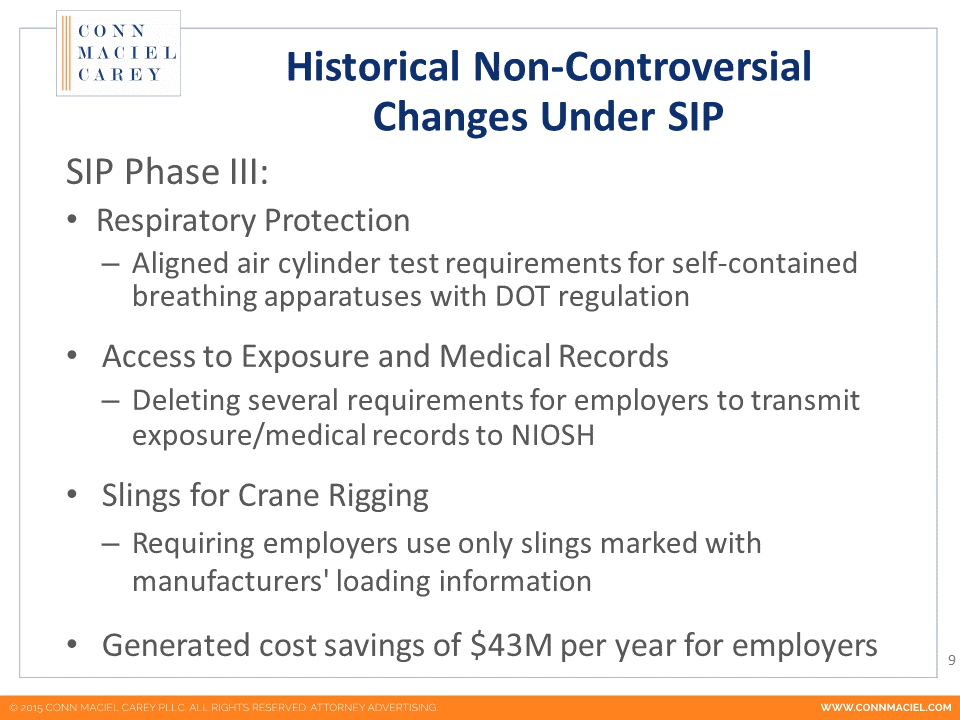 CONN
MACIEL
CAREY
Historical Non-Controversial
Changes Under SIP
SIP Phase III:
• Respiratory Protection
– Aligned air cylinder test requirements for self-contained
breathing apparatuses with DOT regulation
• Access to Exposure and Medical Records
– Deleting several requirements for employers to transmit
exposure/medical records to NIOSH
• Slings for Crane Rigging
– Requiring employers use only slings marked with
manufacturers' loading information
• Generated cost savings of $43M per year for employers
9
© 2015 CONN MACIEL CAREY PLLC. ALL RIGHTS RESERVED. ATTORNEY ADVERTISING. WWW.CONNMACIEL.COM